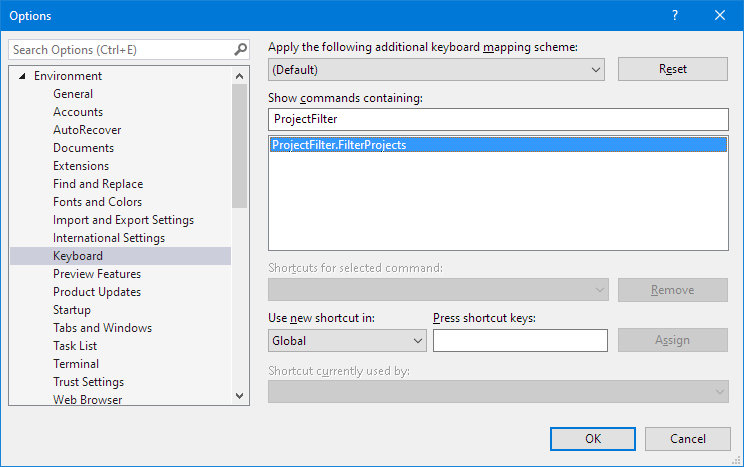 Options
Search Options (Ctrl+E)
Environment
General
Accounts
AutoRecover
Documents
Extensions
Find and Replace
Fonts and Colors
Import and Export Settings
International Settings
Keyboard
Preview Features
Product Updates
Startup
Tabs and Windows
Task List
Terminal
Trust Settings
Web Browser
Apply the following additional keyboard mapping scheme:
(Default)
Reset
Show commands containing:
ProjectFilter
ProjectFilter.FilterProjects
Shortcuts for selected command:
Remove
Use new shortcut in:
Press shortcut keys:
Global
Assign
Shortcut currently used by:
OK
Cancel